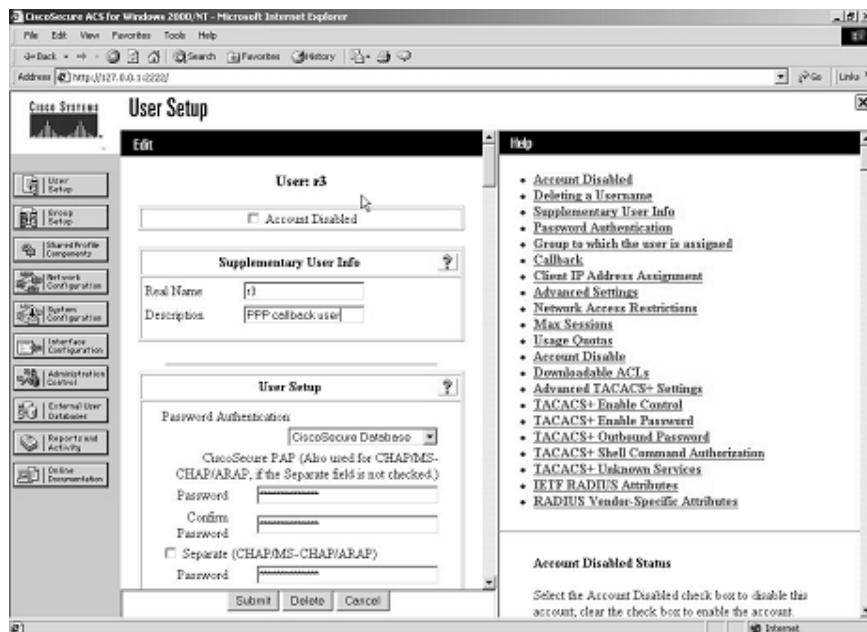 CiscoSecure ACS for Windows 2000/NT - Microsoft Internet Explorer
File Edit View Favorites Tools Help
Back Search Favorites History
Address http://127.0.0.1:2222/ Go Links
CISCO SYSTEMS
User Setup
User Setup
Group Setup
Shared Profile Components
Network Configuration
System Configuration
Interface Configuration
Administration Control
External User Databases
Reports and Activity
Online Documentation
Edit
User: r3
Account Disabled
Supplementary User Info ?
Real Name r3
Description PPP callback user
User Setup ?
Password Authentication:
CiscoSecure Database
CiscoSecure PAP (Also used for CHAP/MS-
CHAP/ARAP, if the Separate field is not checked.)
Password
Confirm
Password
Separate (CHAP/MS-CHAP/ARAP)
Password
Submit Delete Cancel
Help
Account Disabled
Deleting a Username
Supplementary User Info
Password Authentication
Group to which the user is assigned
Callback
Client IP Address Assignment
Advanced Settings
Network Access Restrictions
Max Sessions
Usage Quotas
Account Disable
Downloadable ACLs
Advanced TACACS+ Settings
TACACS+ Enable Control
TACACS+ Enable Password
TACACS+ Outbound Password
TACACS+ Shell Command Authorization
TACACS+ Unknown Services
IETF RADIUS Attributes
RADIUS Vendor-Specific Attributes
Account Disabled Status
Select the Account Disabled check box to disable this
account, clear the check box to enable the account.
Internet